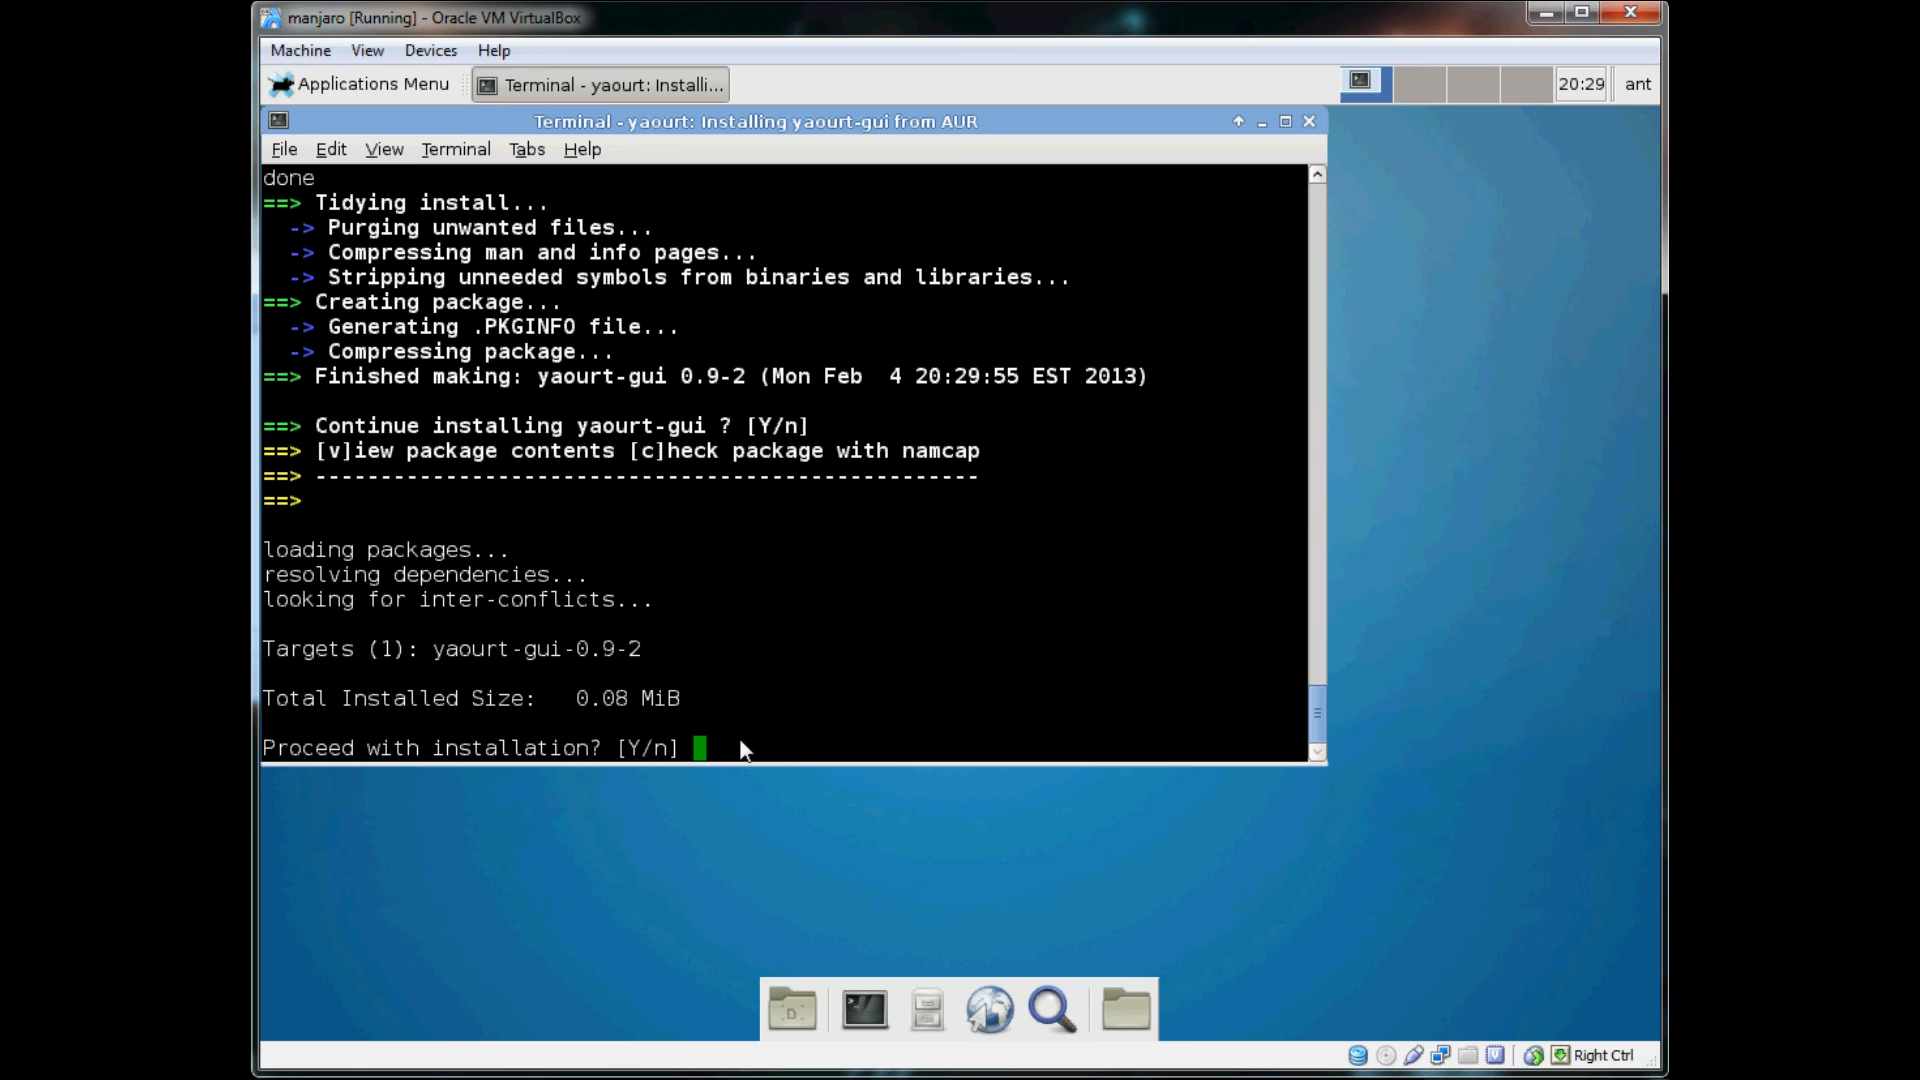 manjaro [Running] - Oracle VM VirtualBox
Machine View Devices Help
Applications Menu Terminal - yaourt: Installi... 20:29 ant
Terminal - yaourt: Installing yaourt-gui from AUR
File Edit View Terminal Tabs Help
done
==> Tidying install...
-> Purging unwanted files...
-> Compressing man and info pages...
-> Stripping unneeded symbols from binaries and libraries...
==> Creating package...
-> Generating .PKGINFO file...
-> Compressing package...
==> Finished making: yaourt-gui 0.9-2 (Mon Feb  4 20:29:55 EST 2013)
==> Continue installing yaourt-gui ? [Y/n]
==> [v]iew package contents [c]heck package with namcap
==> ---------------------------------------------------
==>
loading packages...
resolving dependencies...
looking for inter-conflicts...
Targets (1): yaourt-gui-0.9-2
Total Installed Size:   0.08 MiB
Proceed with installation? [Y/n]
Right Ctrl